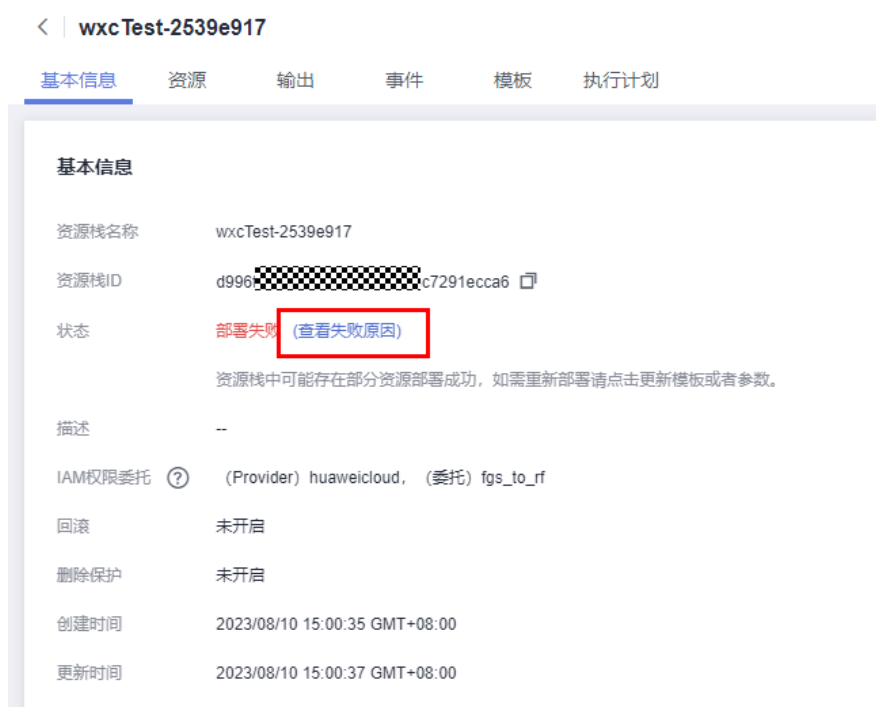 wxcTest-2539e917
基本信息 资源 输出 事件 模板 执行计划
基本信息
资源栈名称 wxcTest-2539e917
资源栈ID d996 c7291ecca6
状态 部署失败 (查看失败原因)
资源栈中可能存在部分资源部署成功，如需重新部署请点击更新模板或者参数。
描述 --
IAM权限委托 （Provider）huaweicloud，（委托）fgs_to_rf
回滚 未开启
删除保护 未开启
创建时间 2023/08/10 15:00:35 GMT+08:00
更新时间 2023/08/10 15:00:37 GMT+08:00